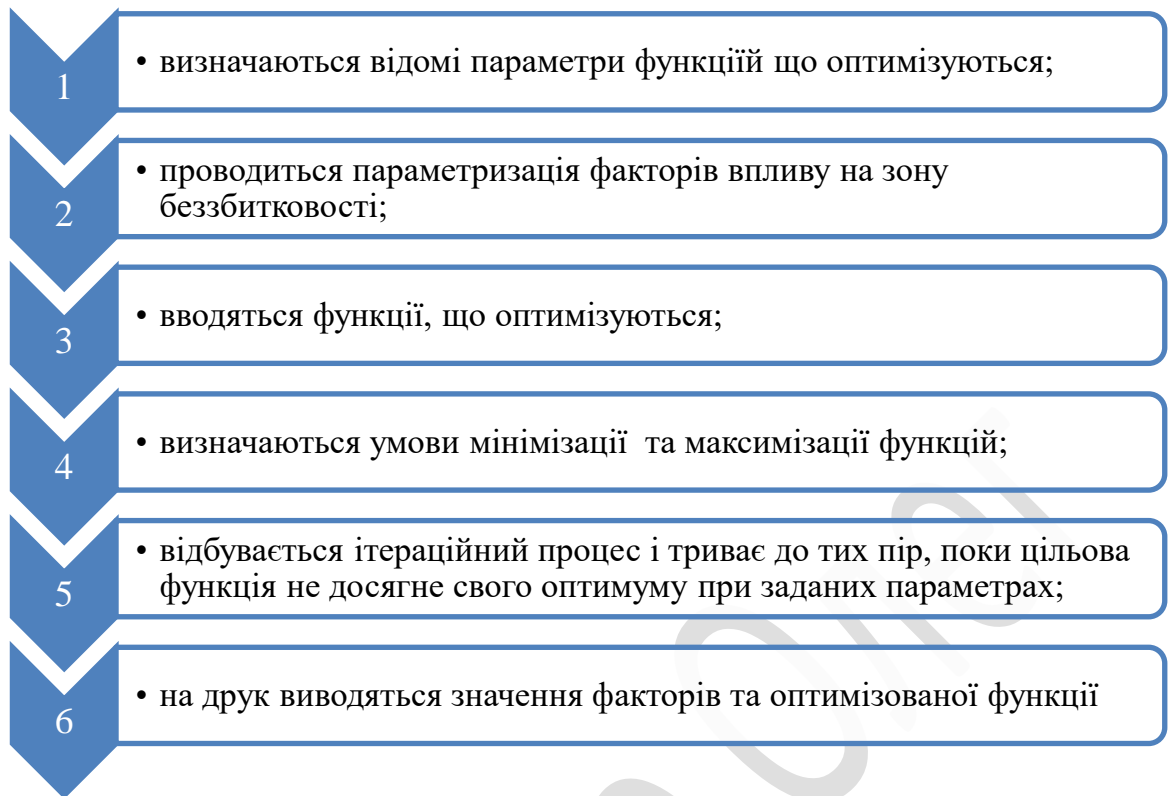 1
• визначаються відомі параметри функціїй що оптимізуються;
2
• проводиться параметризація факторів впливу на зону
беззбитковості;
3
• вводяться функції, що оптимізуються;
4
• визначаються умови мінімізації та максимізації функцій;
5
• відбувається ітераційний процес і триває до тих пір, поки цільова
функція не досягне свого оптимуму при заданих параметрах;
6
• на друк виводяться значення факторів та оптимізованої функції